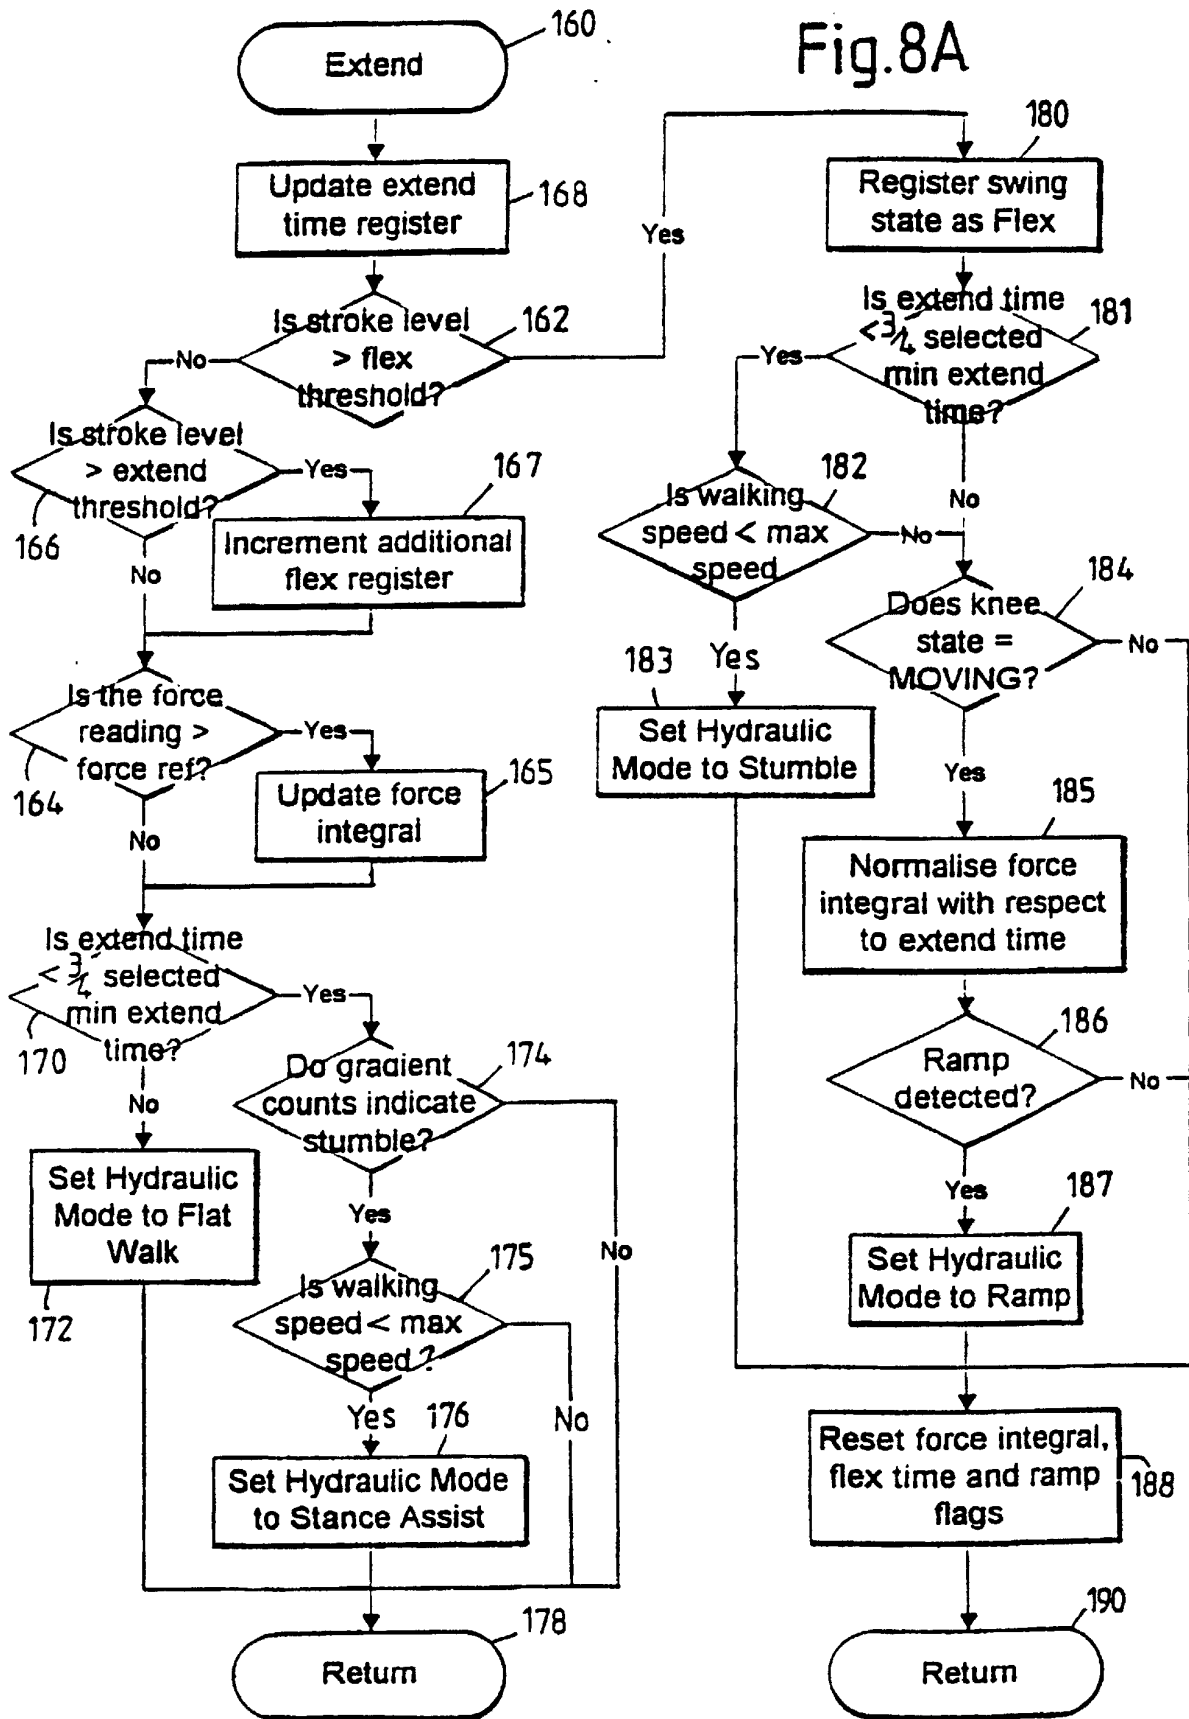 Fig.8A
Extend
160
Update extend
time register
168
Is stroke level
> flex
threshold?
162
No
Yes
Is stroke level
> extend
threshold?
166
Yes
No
Increment additional
flex register
167
Is the force
reading >
force ref?
164
Yes
No
Update force
integral
165
Is extend time
< 3/4 selected
min extend
time?
170
Yes
No
Set Hydraulic
Mode to Flat
Walk
172
Do gradient
counts indicate
stumble?
174
Yes
No
Is walking
speed < max
speed ?
175
Yes
No
Set Hydraulic Mode
to Stance Assist
176
Return
178
Register swing
state as Flex
180
Is extend time
< 3/4 selected
min extend
time?
181
Yes
No
Is walking
speed < max
speed
182
No
Yes
Set Hydraulic
Mode to Stumble
183
Does knee
state =
MOVING?
184
No
Yes
Normalise force
integral with respect
to extend time
185
Ramp
detected?
186
No
Yes
Set Hydraulic
Mode to Ramp
187
Reset force integral,
flex time and ramp
flags
188
Return
190